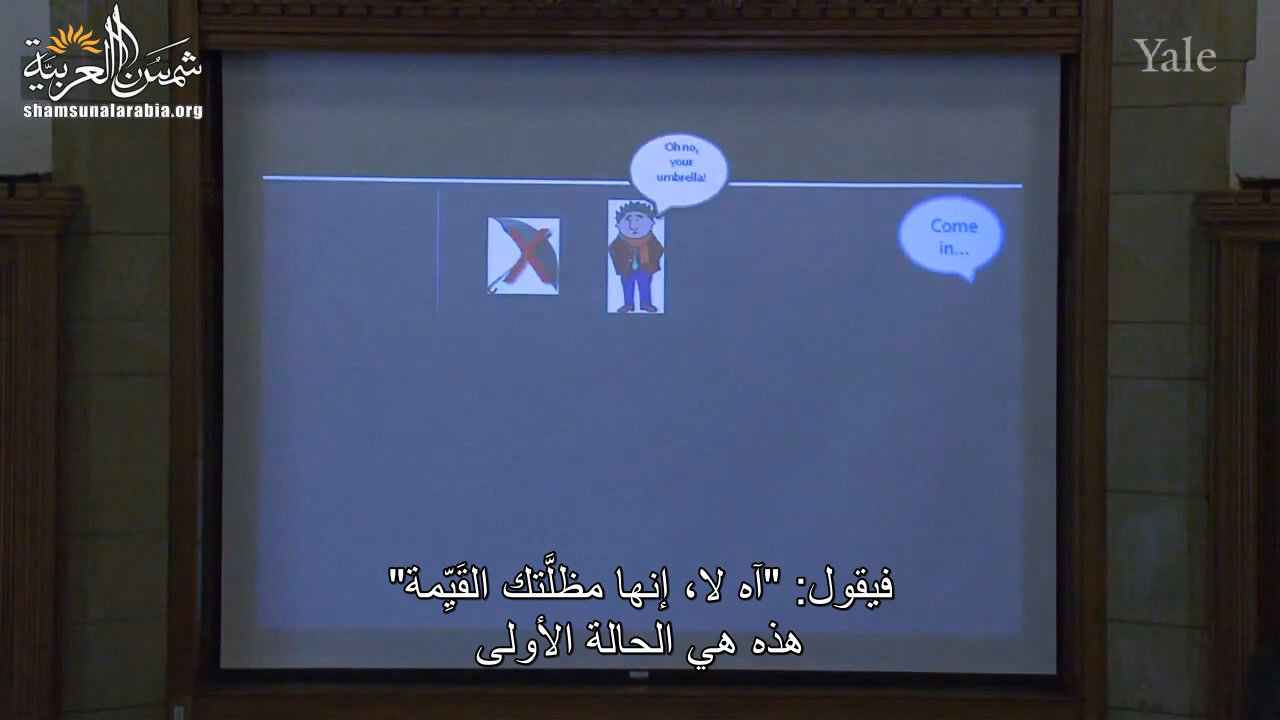 شمس العربية
shamsunalarabia.org
Yale
Oh no,
your
umbrella!
Come
in...
فيقول: "آه لا، إنها مظلَّتك القَيِّمة"
هذه هي الحالة الأولى